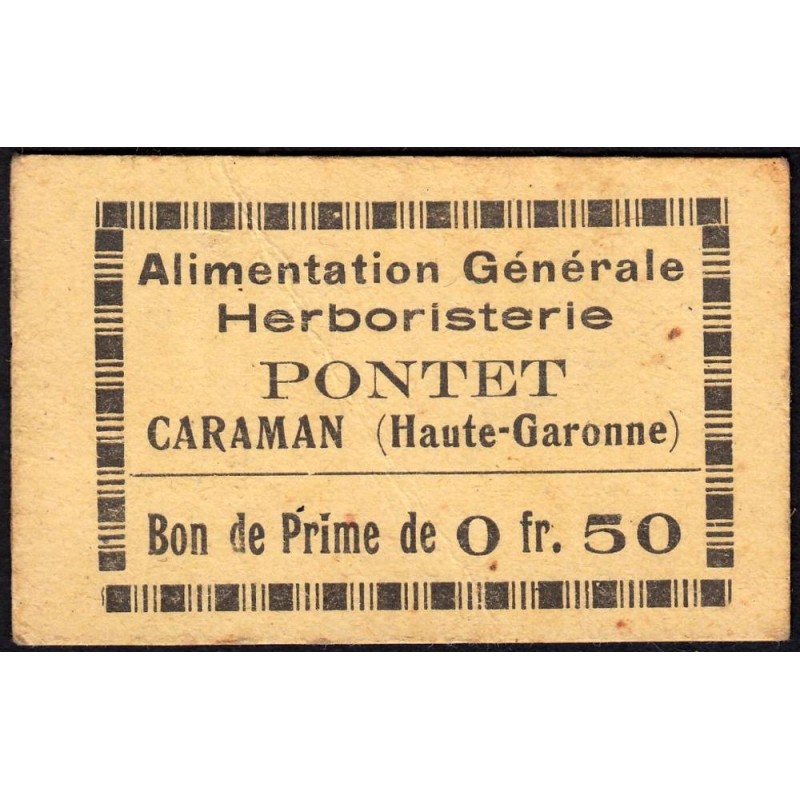 Alimentation Générale
Herboristerie
PONTET
CARAMAN (Haute-Garonne)
Bon de Prime de 0 fr. 50